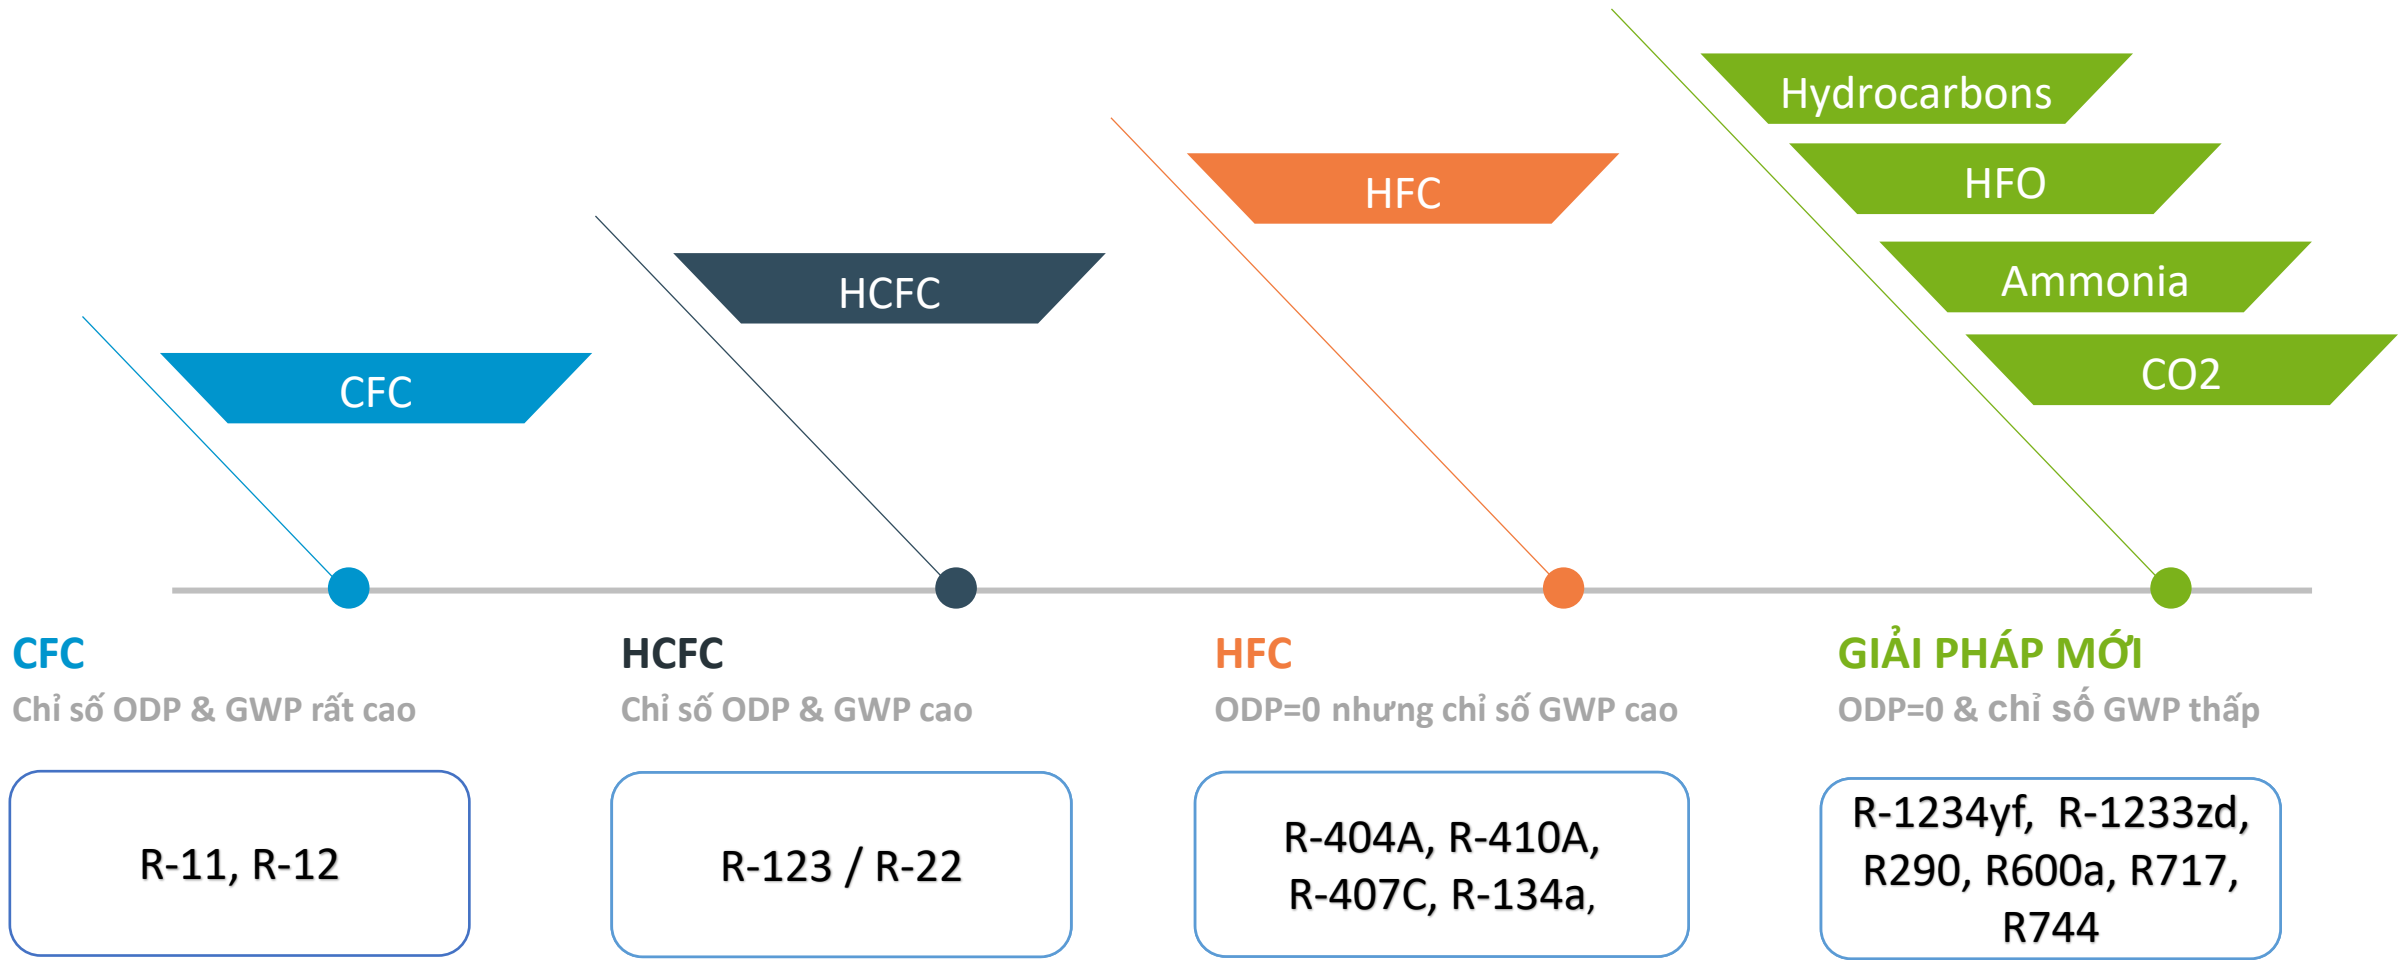 Hydrocarbons
HFO
HFC
Ammonia
HCFC
CO2
CFC
CFC
Chỉ số ODP & GWP rất cao
R-11, R-12
HCFC
Chỉ số ODP & GWP cao
R-123 / R-22
HFC
ODP=0 nhưng chỉ số GWP cao
R-404A, R-410A,
R-407C, R-134a,
GIẢI PHÁP MỚI
ODP=0 & chỉ số GWP thấp
R-1234yf, R-1233zd,
R290, R600a, R717,
R744